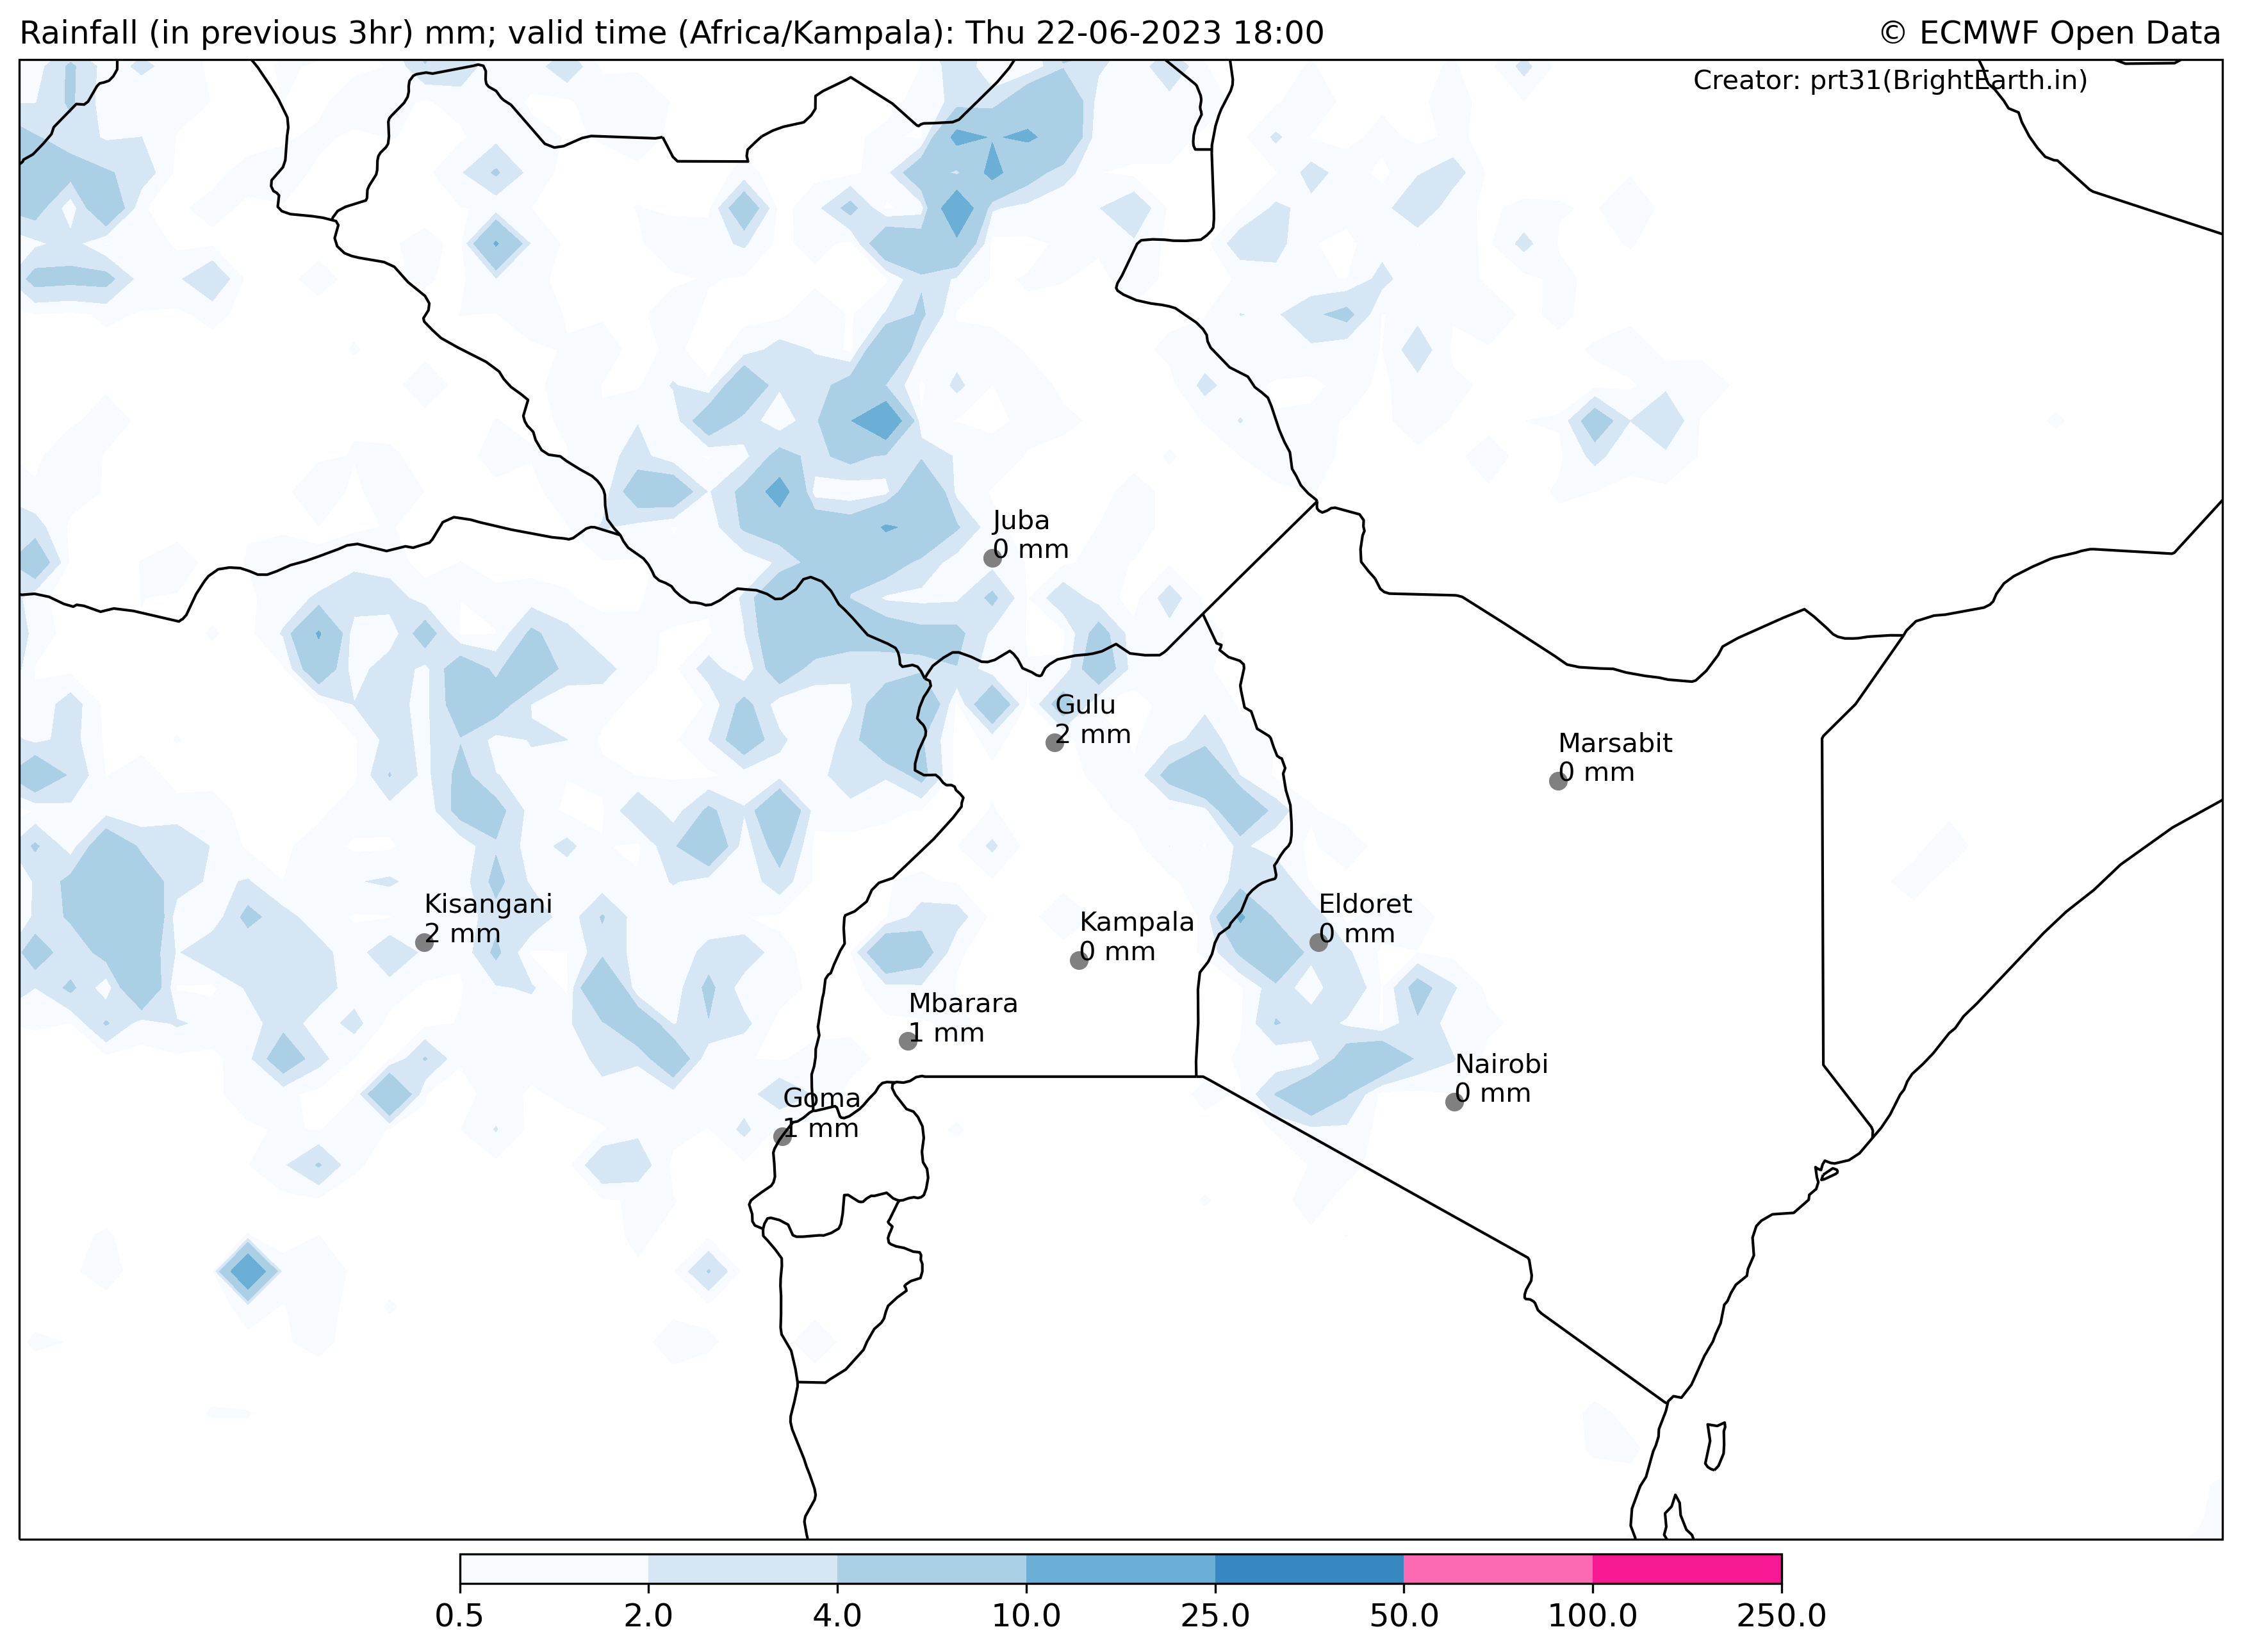 Rainfall (in previous 3hr) mm; valid time (Africa/Kampala): Thu 22-06-2023 18:00
© ECMWF Open Data
Creator: prt31(BrightEarth.in)
Juba
0 mm
Gulu
2 mm
Marsabit
0 mm
Kisangani
2 mm
Kampala
0 mm
Eldoret
0 mm
Mbarara
1 mm
Nairobi
0 mm
Goma
1 mm
0.5 2.0 4.0 10.0 25.0 50.0 100.0 250.0